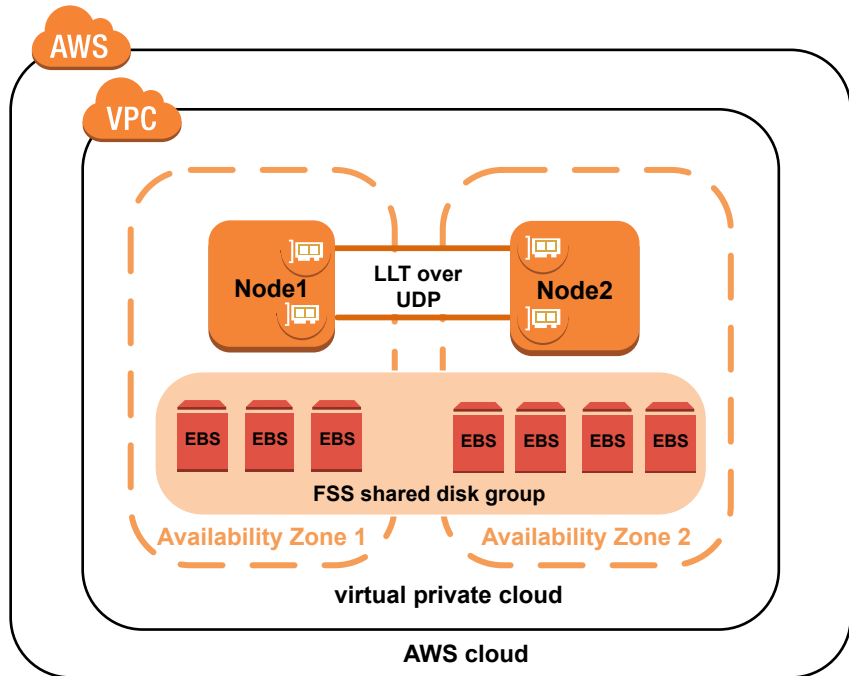 AWS
VPC
Node1
LLT over
UDP
Node2
EBS
EBS
EBS
EBS
EBS
EBS
EBS
FSS shared disk group
Availability Zone 1
Availability Zone 2
virtual private cloud
AWS cloud